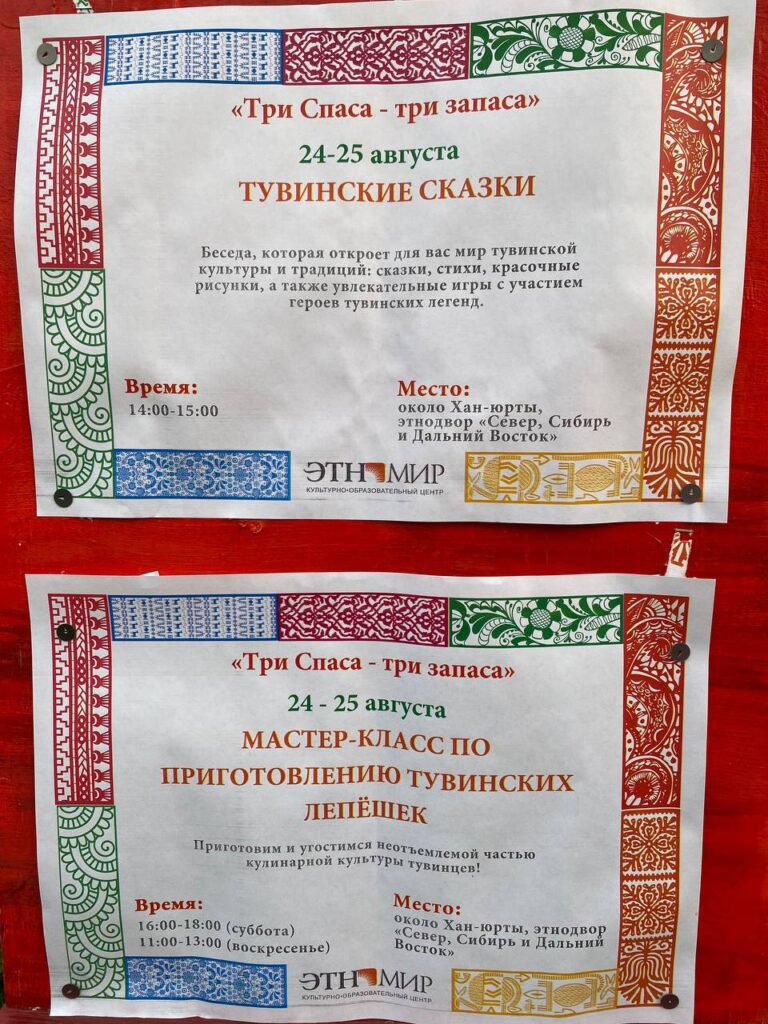 «Три Спаса - три запаса»
24-25 августа
ТУВИНСКИЕ СКАЗКИ
Беседа, которая откроет для вас мир тувинской
культуры и традиций: сказки, стихи, красочные
рисунки, а также увлекательные игры с участием
героев тувинских легенд.
Время:
14:00-15:00
Место:
около Хан-юрты,
этнодвор «Север, Сибирь
и Дальний Восток»
ЭТНОМИР
КУЛЬТУРНО-ОБРАЗОВАТЕЛЬНЫЙ ЦЕНТР
«Три Спаса - три запаса»
24 - 25 августа
МАСТЕР-КЛАСС ПО
ПРИГОТОВЛЕНИЮ ТУВИНСКИХ
ЛЕПЁШЕК
Приготовим и угостимся неотъемлемой частью
кулинарной культуры тувинцев!
Время:
16:00-18:00 (суббота)
11:00-13:00 (воскресенье)
Место:
около Хан-юрты, этнодвор
«Север, Сибирь и Дальний
Восток»
ЭТНОМИР
КУЛЬТУРНО-ОБРАЗОВАТЕЛЬНЫЙ ЦЕНТР